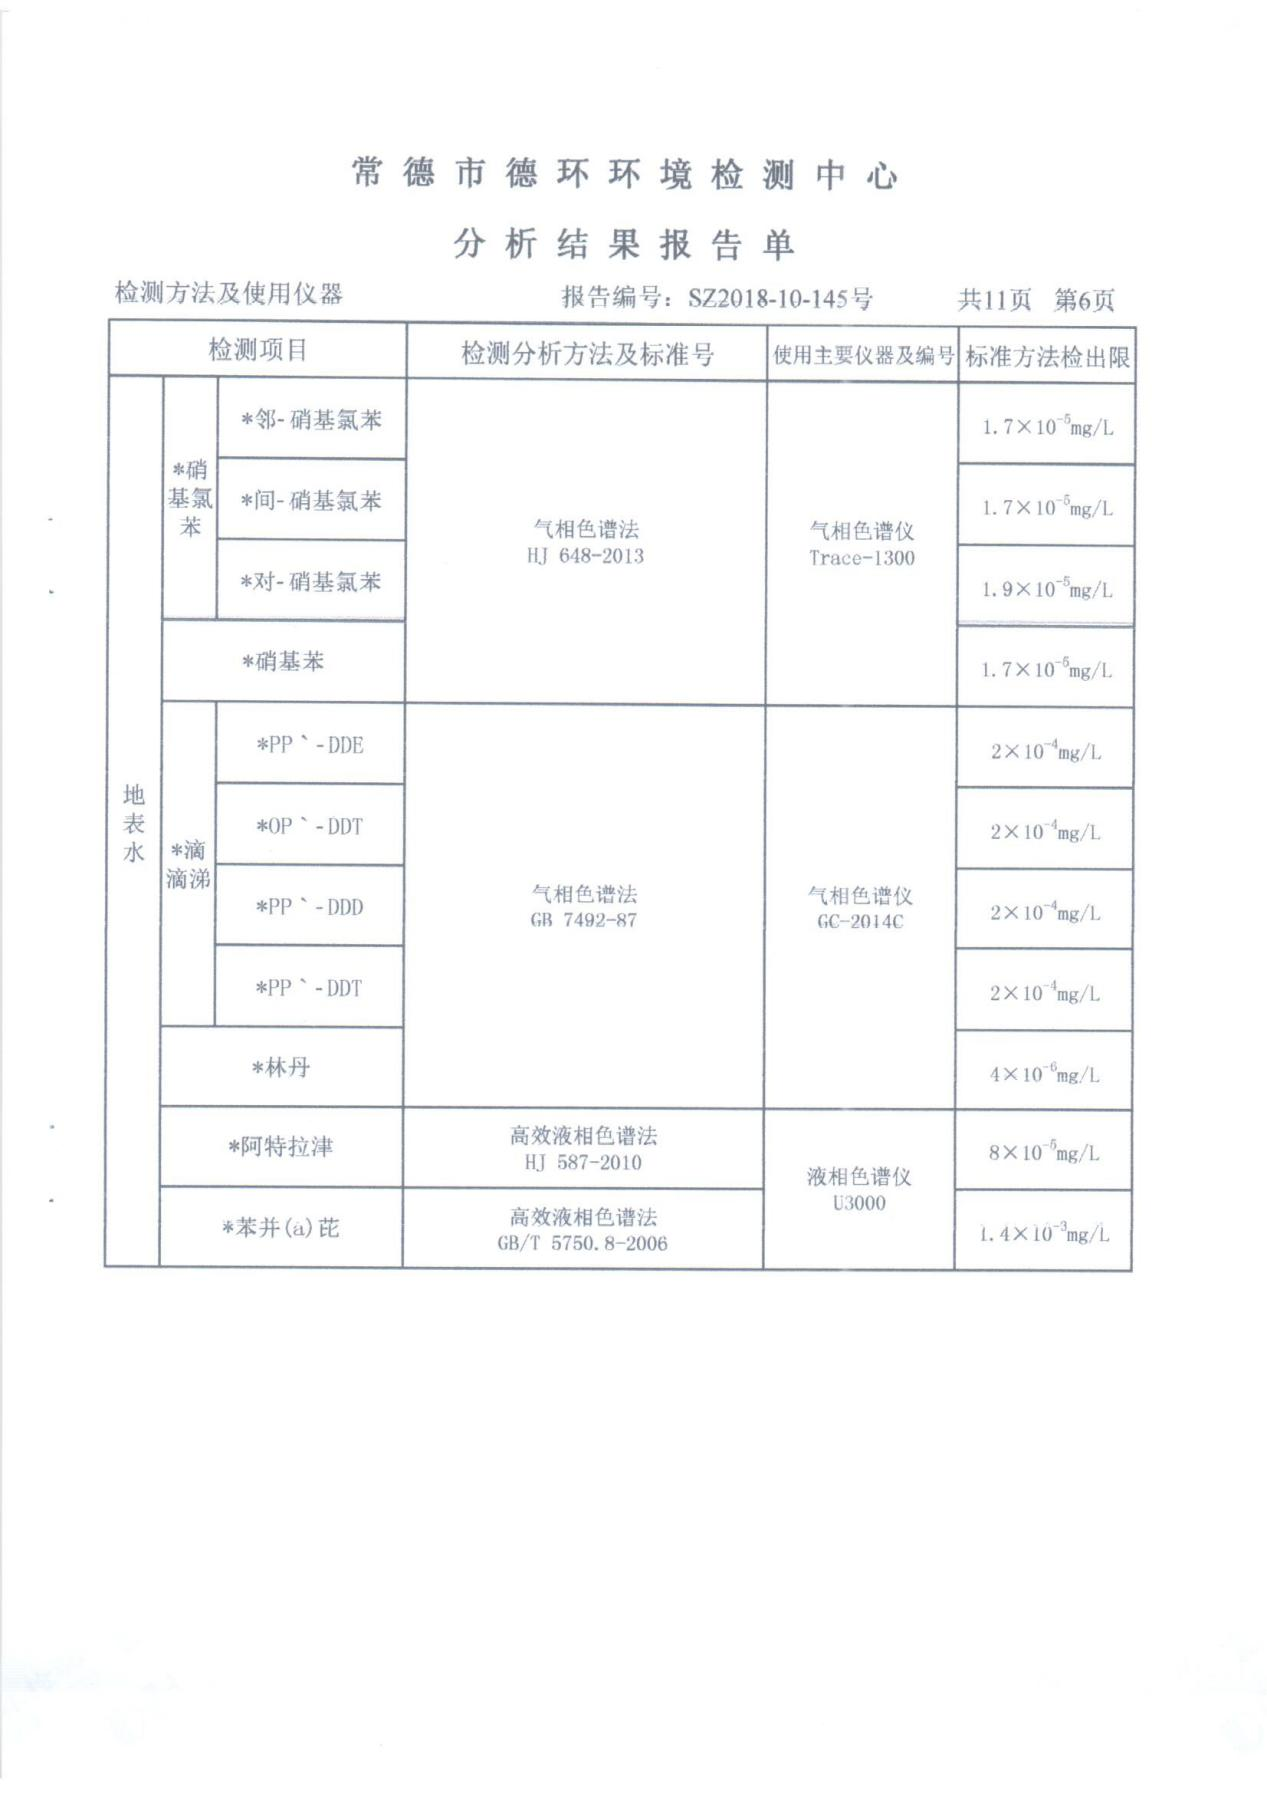 常德市德环环境检测中心
分析结果报告单
检测方法及使用仪器 报告编号：SZ2018-10-145号 共11页 第6页
检测项目 检测分析方法及标准号 使用主要仪器及编号 标准方法检出限
地表水
*硝基氯苯
*邻-硝基氯苯 1.7×10⁻⁵mg/L
*间-硝基氯苯 1.7×10⁻⁵mg/L
*对-硝基氯苯 1.9×10⁻⁵mg/L
*硝基苯 1.7×10⁻⁵mg/L
气相色谱法
HJ 648-2013
气相色谱仪
Trace-1300
*滴滴涕
*PP`-DDE 2×10⁻⁴mg/L
*OP`-DDT 2×10⁻⁴mg/L
*PP`-DDD 2×10⁻⁴mg/L
*PP`-DDT 2×10⁻⁴mg/L
*林丹 4×10⁻⁶mg/L
气相色谱法
GB 7492-87
气相色谱仪
GC-2014C
*阿特拉津
高效液相色谱法
HJ 587-2010
8×10⁻⁵mg/L
液相色谱仪
U3000
*苯并(a)芘
高效液相色谱法
GB/T 5750.8-2006
1.4×10⁻³mg/L